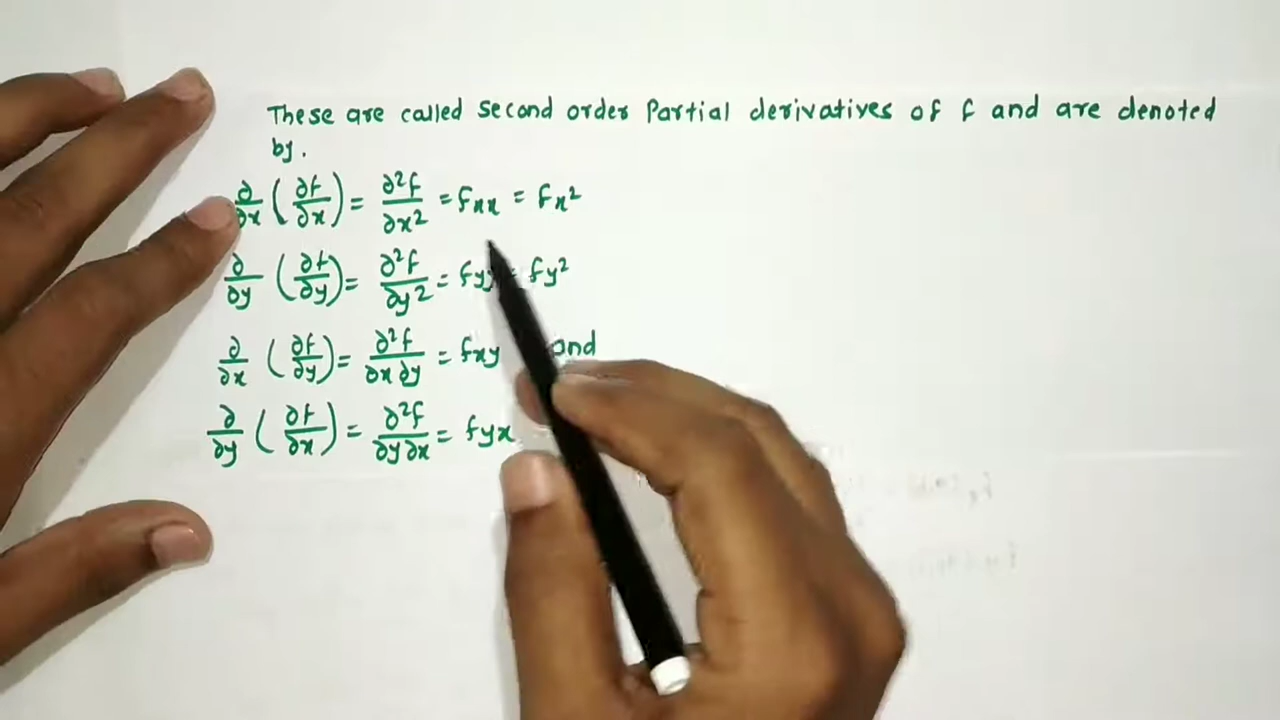 These are called second order Partial derivatives of f and are denoted
by.
∂/∂x (∂f/∂x) = ∂²f/∂x² = fxx = fx²
∂/∂y (∂f/∂y) = ∂²f/∂y² = fyy = fy²
∂/∂x (∂f/∂y) = ∂²f/∂x∂y = fxy and
∂/∂y (∂f/∂x) = ∂²f/∂y∂x = fyx